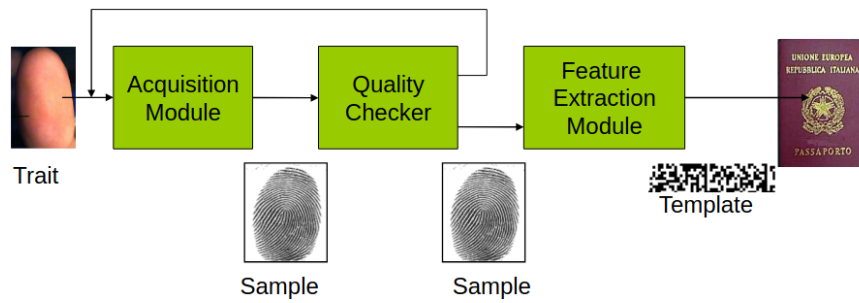 Acquisition
Module
Quality
Checker
Feature
Extraction
Module
UNIONE EUROPEA
REPUBBLICA ITALIANA
PASSAPORTO
Trait
Template
Sample
Sample